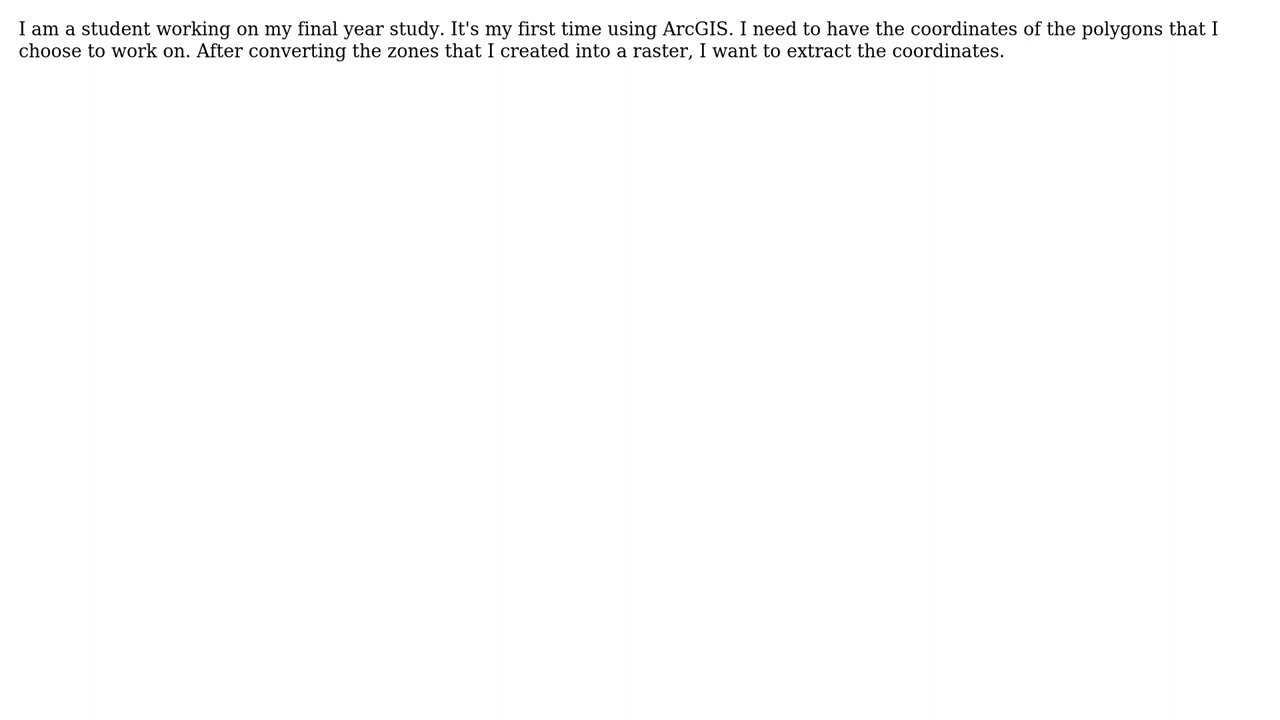 I am a student working on my final year study. It's my first time using ArcGIS. I need to have the coordinates of the polygons that I
choose to work on. After converting the zones that I created into a raster, I want to extract the coordinates.